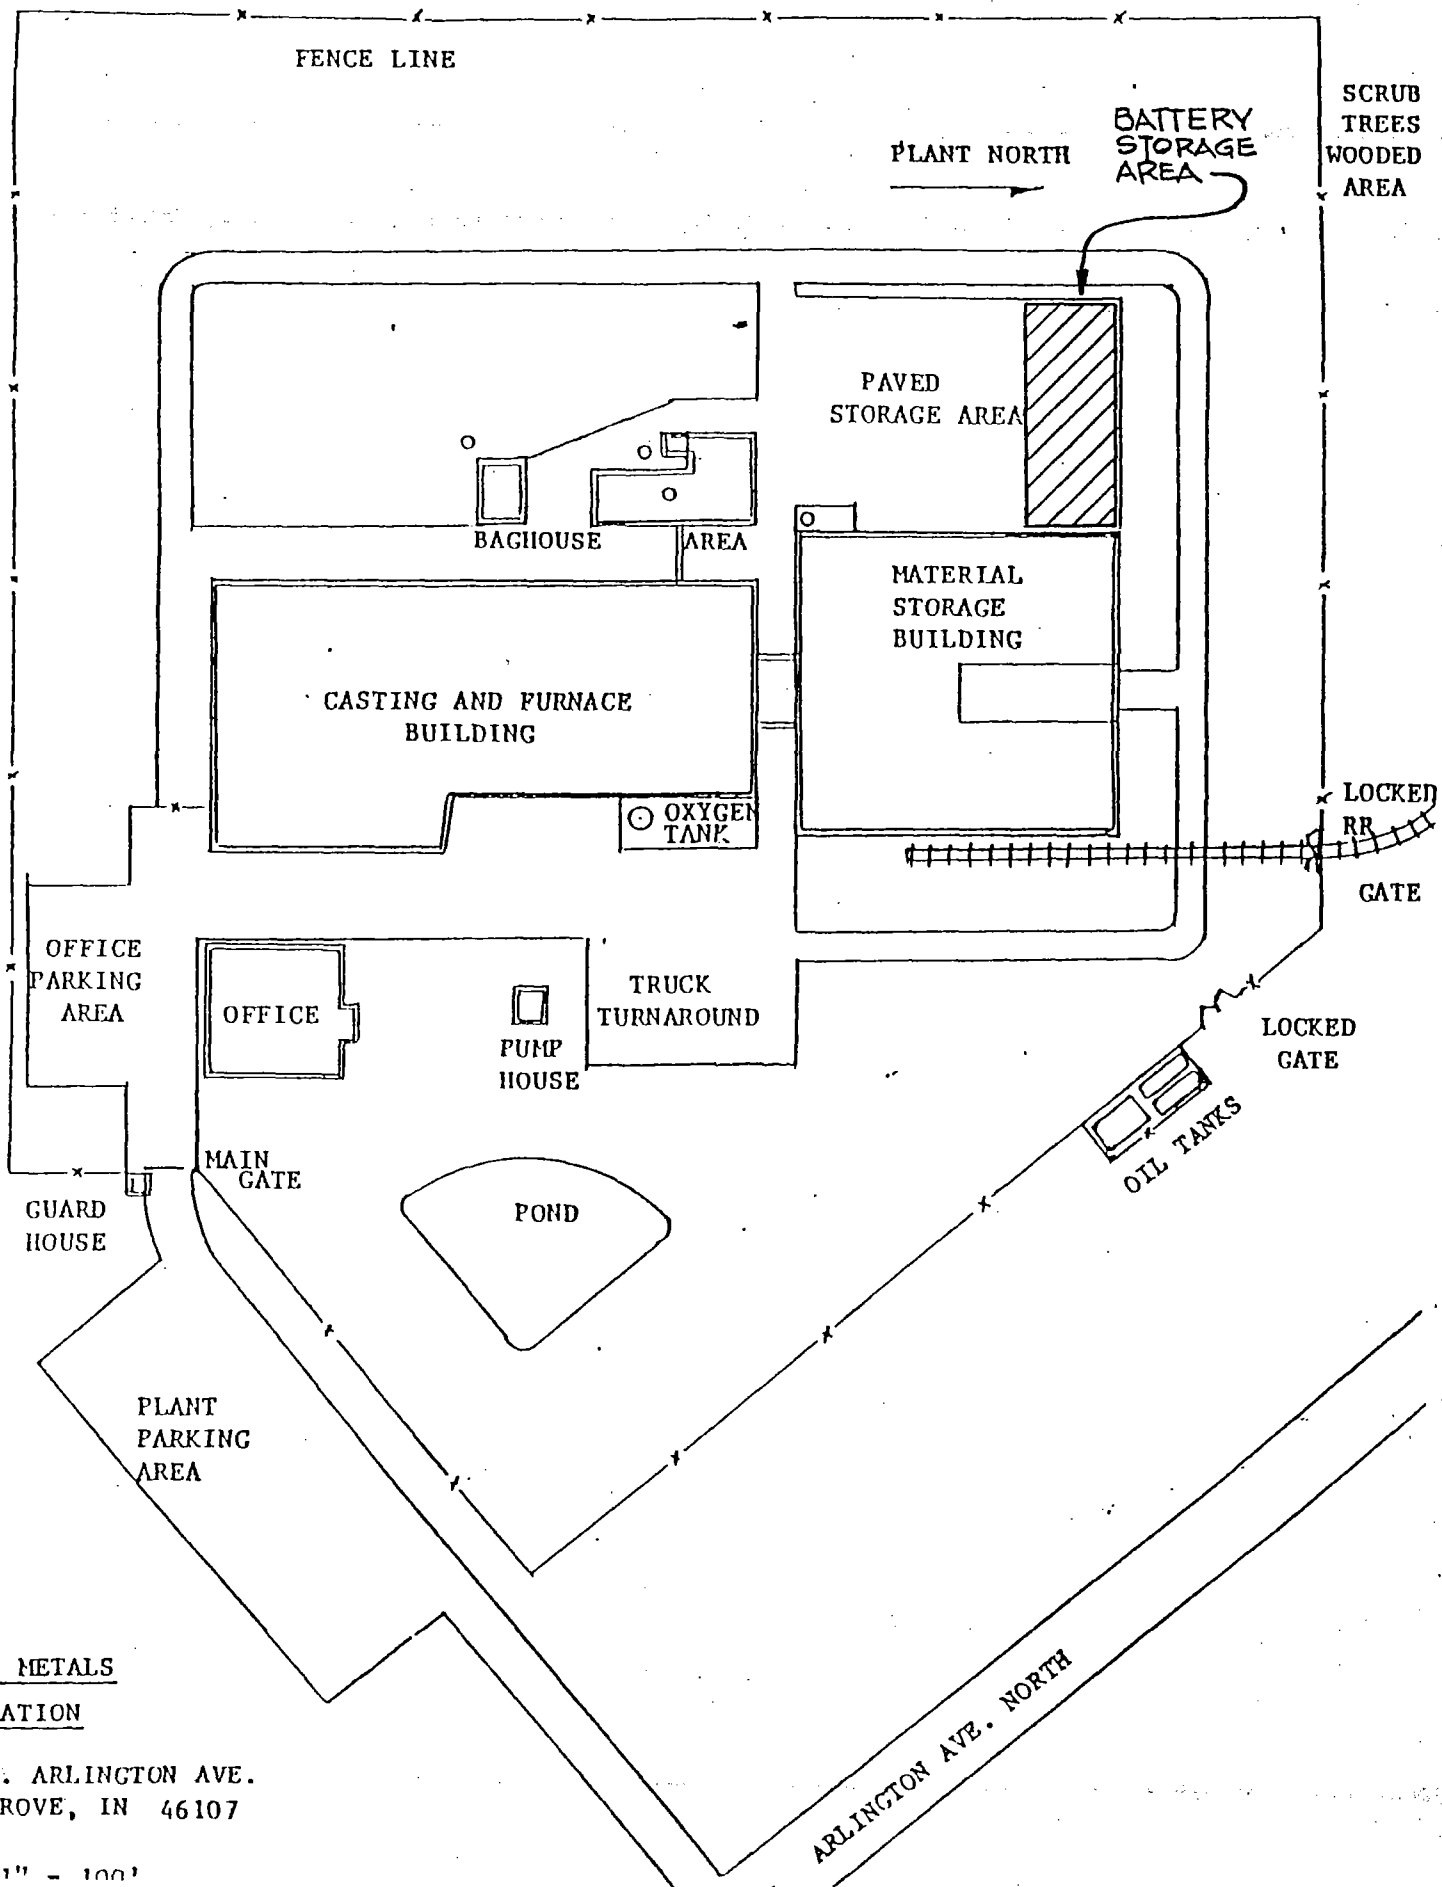 FENCE LINE
SCRUB
TREES
WOODED
AREA
BATTERY
STORAGE
AREA
PLANT NORTH
PAVED
STORAGE AREA
BAGHOUSE AREA
MATERIAL
STORAGE
BUILDING
CASTING AND FURNACE
BUILDING
OXYGEN
TANK
LOCKED
RR
GATE
OFFICE
PARKING
AREA
OFFICE
PUMP
HOUSE
TRUCK
TURNAROUND
LOCKED
GATE
OIL TANKS
MAIN
GATE
GUARD
HOUSE
POND
PLANT
PARKING
AREA
ARLINGTON AVE. NORTH
METALS
ATION
. ARLINGTON AVE.
ROVE, IN 46107
1" = 100'